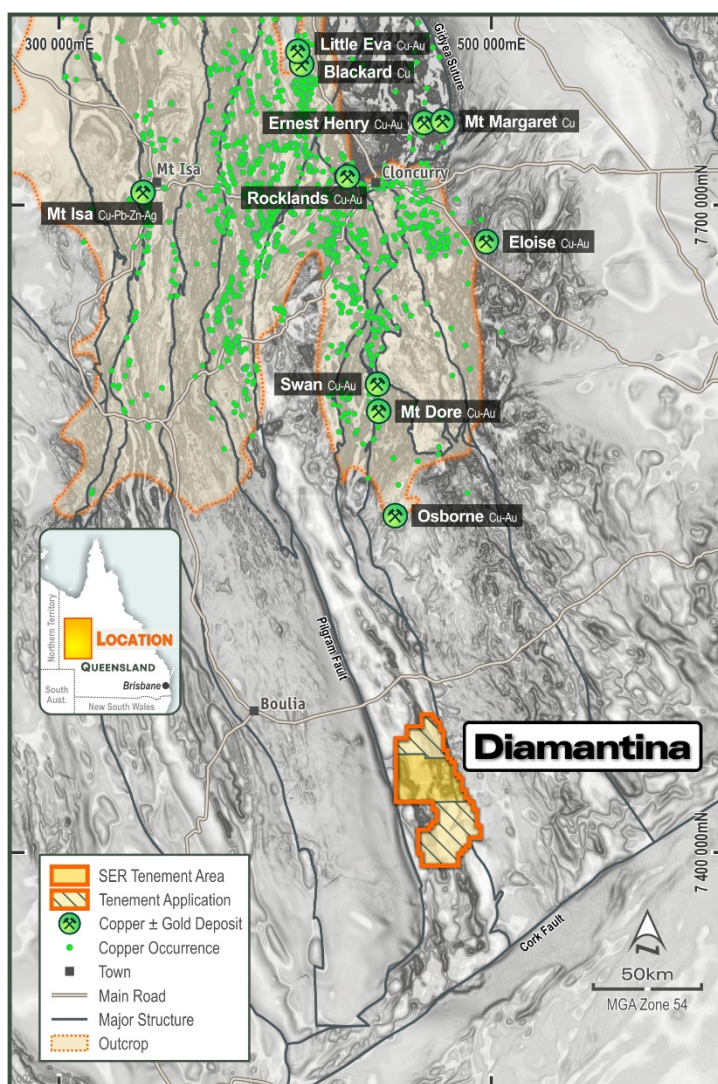 300 000mE
500 000mE
Gidyea Suture
Little Eva Cu-Au
Blackard Cu
Ernest Henry Cu-Au
Mt Margaret Cu
Mt Isa
Cloncurry
Rocklands Cu-Au
Mt Isa Cu-Pb-Zn-Ag
7 700 000mN
Eloise Cu-Au
Swan Cu-Au
Mt Dore Cu-Au
Osborne Cu-Au
Northern Territory
LOCATION
QUEENSLAND
Brisbane
South
Aust.
New South Wales
Pilgram Fault
Boulia
Diamantina
7 400 000mN
SER Tenement Area
Tenement Application
Copper ± Gold Deposit
Copper Occurrence
Town
Main Road
Major Structure
Outcrop
Cork Fault
50km
MGA Zone 54